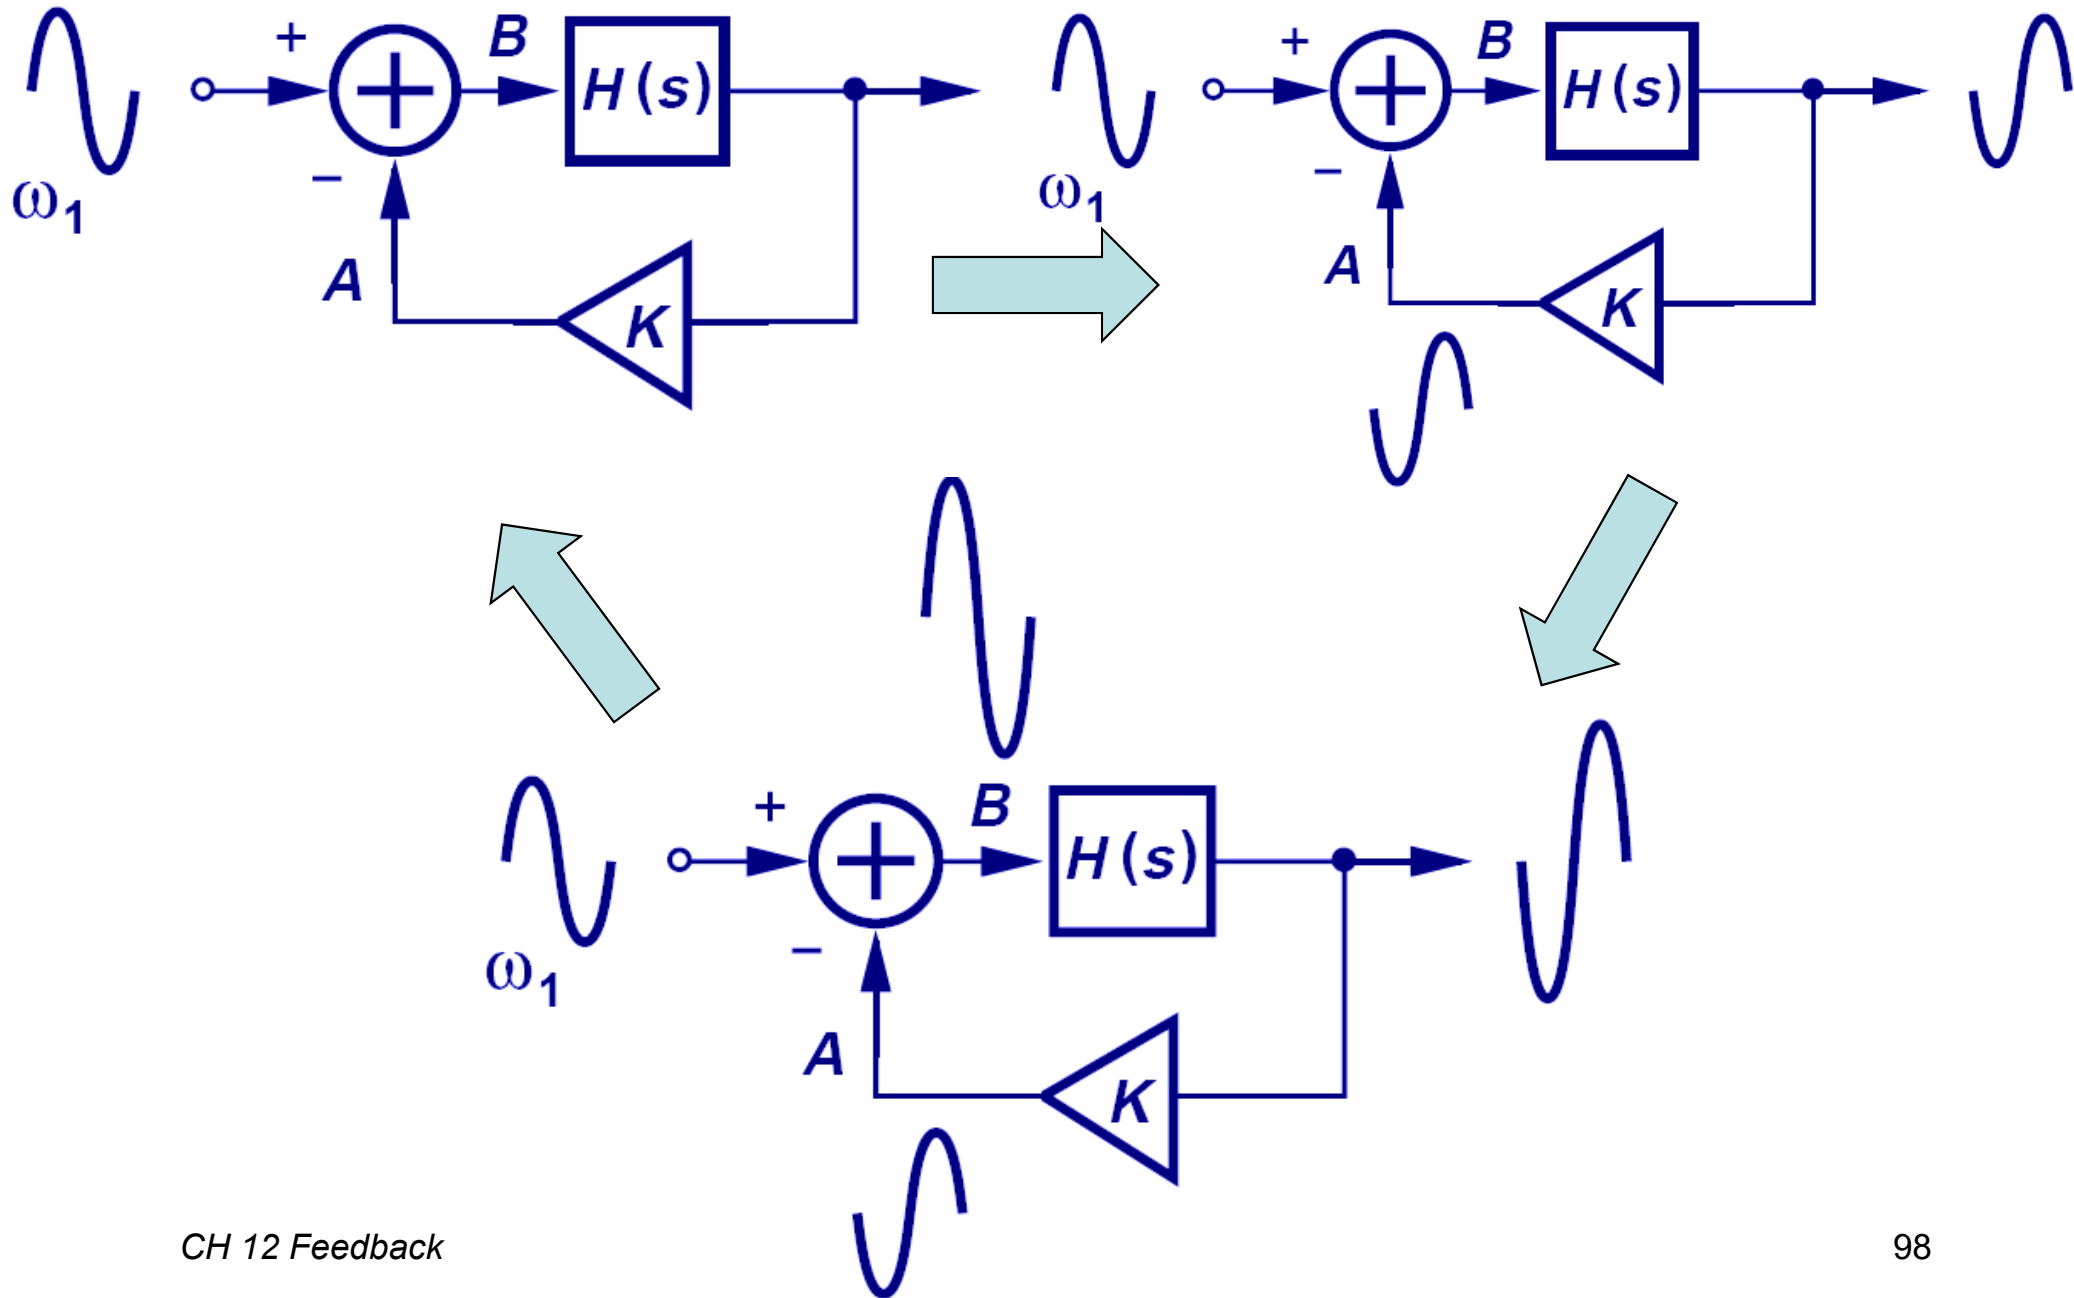 + B H(s)
−
ω1
A K
+ B H(s)
−
ω1
A K
+ B H(s)
−
ω1
A K
CH 12 Feedback 98